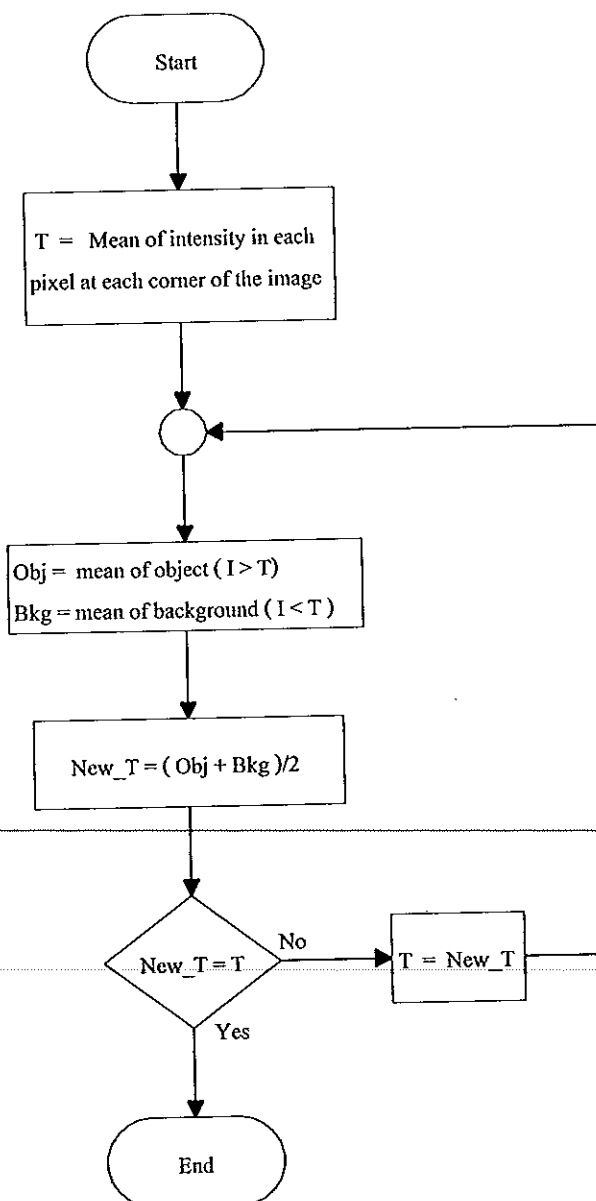 Start
T = Mean of intensity in each
pixel at each corner of the image
Obj = mean of object ( I > T)
Bkg = mean of background ( I < T )
New_T = ( Obj + Bkg )/2
New_T = T
No
T = New_T
Yes
End